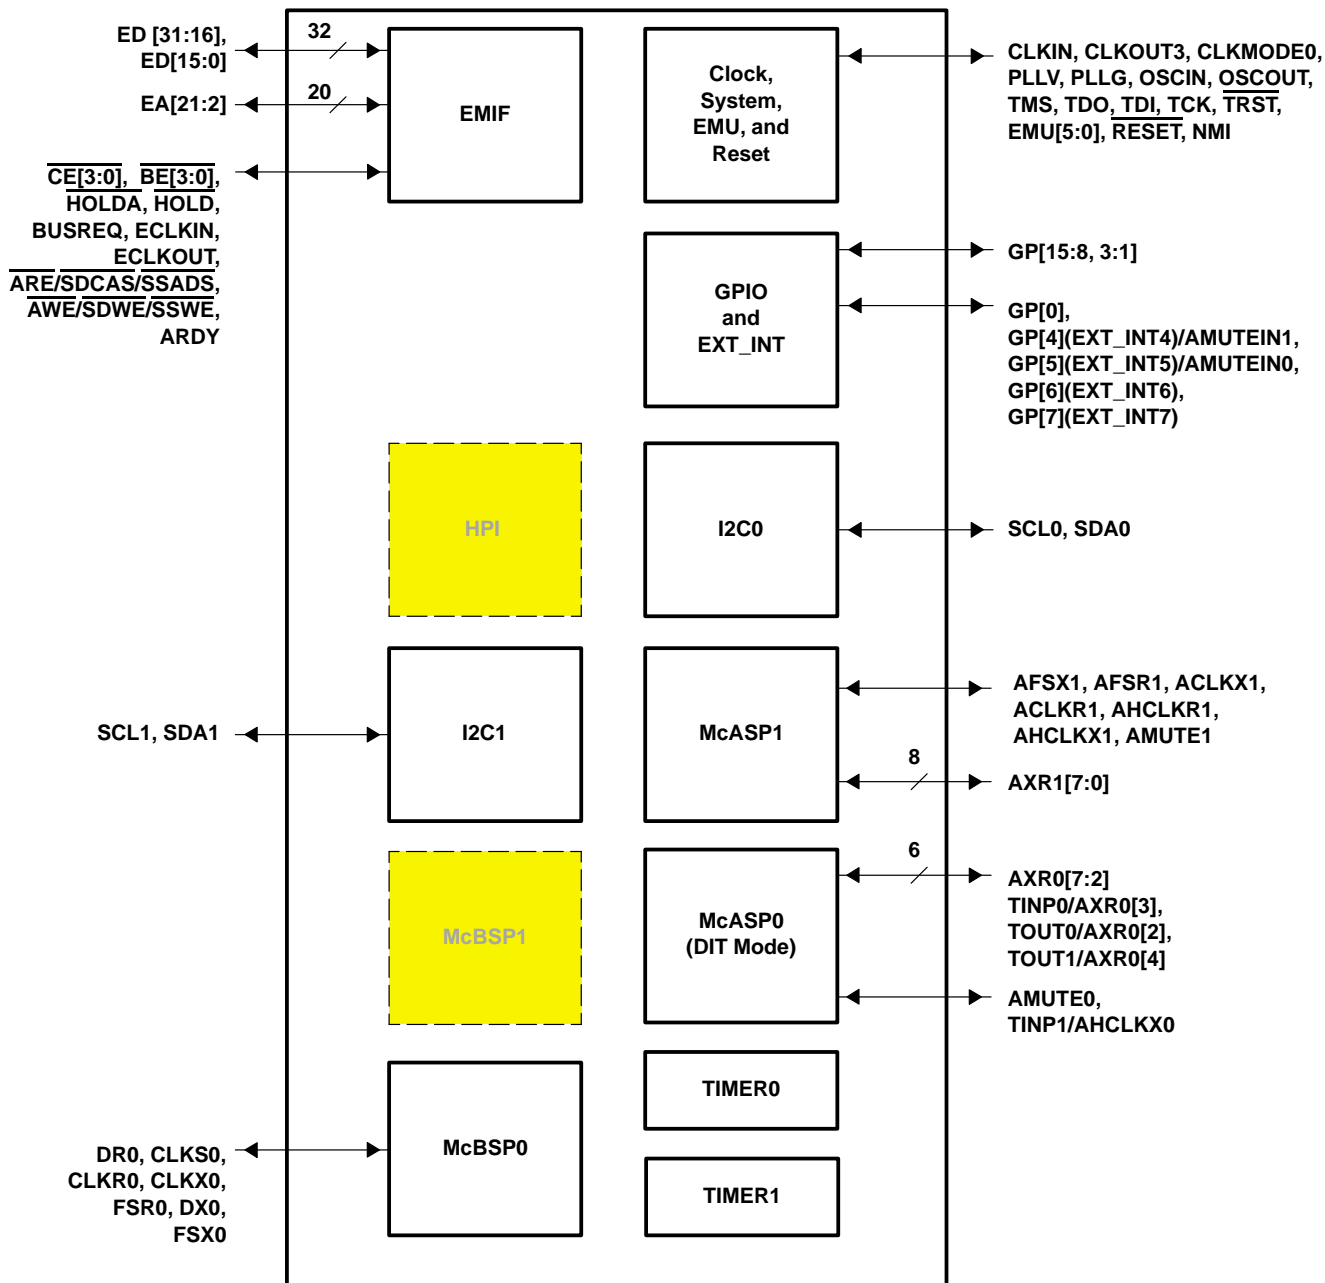 ED [31:16],
ED[15:0]
32
EA[21:2]
20
EMIF
CE[3:0], BE[3:0],
HOLDA, HOLD,
BUSREQ, ECLKIN,
ECLKOUT,
ARE/SDCAS/SSADS,
AWE/SDWE/SSWE,
ARDY
Clock,
System,
EMU, and
Reset
CLKIN, CLKOUT3, CLKMODE0,
PLLV, PLLG, OSCIN, OSCOUT,
TMS, TDO, TDI, TCK, TRST,
EMU[5:0], RESET, NMI
GPIO
and
EXT_INT
GP[15:8, 3:1]
GP[0],
GP[4](EXT_INT4)/AMUTEIN1,
GP[5](EXT_INT5)/AMUTEIN0,
GP[6](EXT_INT6),
GP[7](EXT_INT7)
HPI
I2C0
SCL0, SDA0
SCL1, SDA1
I2C1
McASP1
AFSX1, AFSR1, ACLKX1,
ACLKR1, AHCLKR1,
AHCLKX1, AMUTE1
8
AXR1[7:0]
McBSP1
McASP0
(DIT Mode)
6
AXR0[7:2]
TINP0/AXR0[3],
TOUT0/AXR0[2],
TOUT1/AXR0[4]
AMUTE0,
TINP1/AHCLKX0
DR0, CLKS0,
CLKR0, CLKX0,
FSR0, DX0,
FSX0
McBSP0
TIMER0
TIMER1